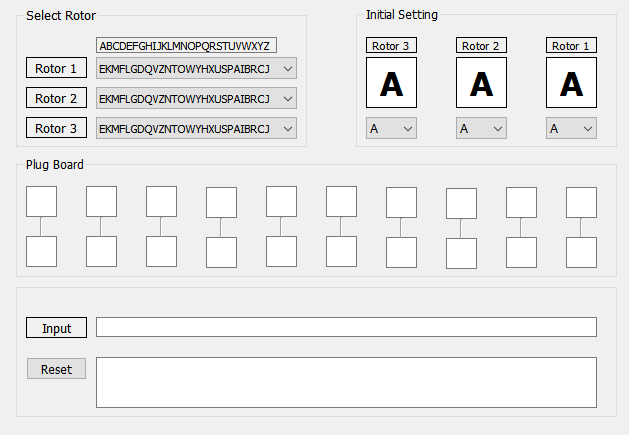 Select Rotor
ABCDEFGHIJKLMNOPQRSTUVWXYZ
Rotor 1 EKMFLGDQVZNTOWYHXUSPAIBRCJ
Rotor 2 EKMFLGDQVZNTOWYHXUSPAIBRCJ
Rotor 3 EKMFLGDQVZNTOWYHXUSPAIBRCJ
Initial Setting
Rotor 3 Rotor 2 Rotor 1
A A A
A A A
Plug Board
Input
Reset